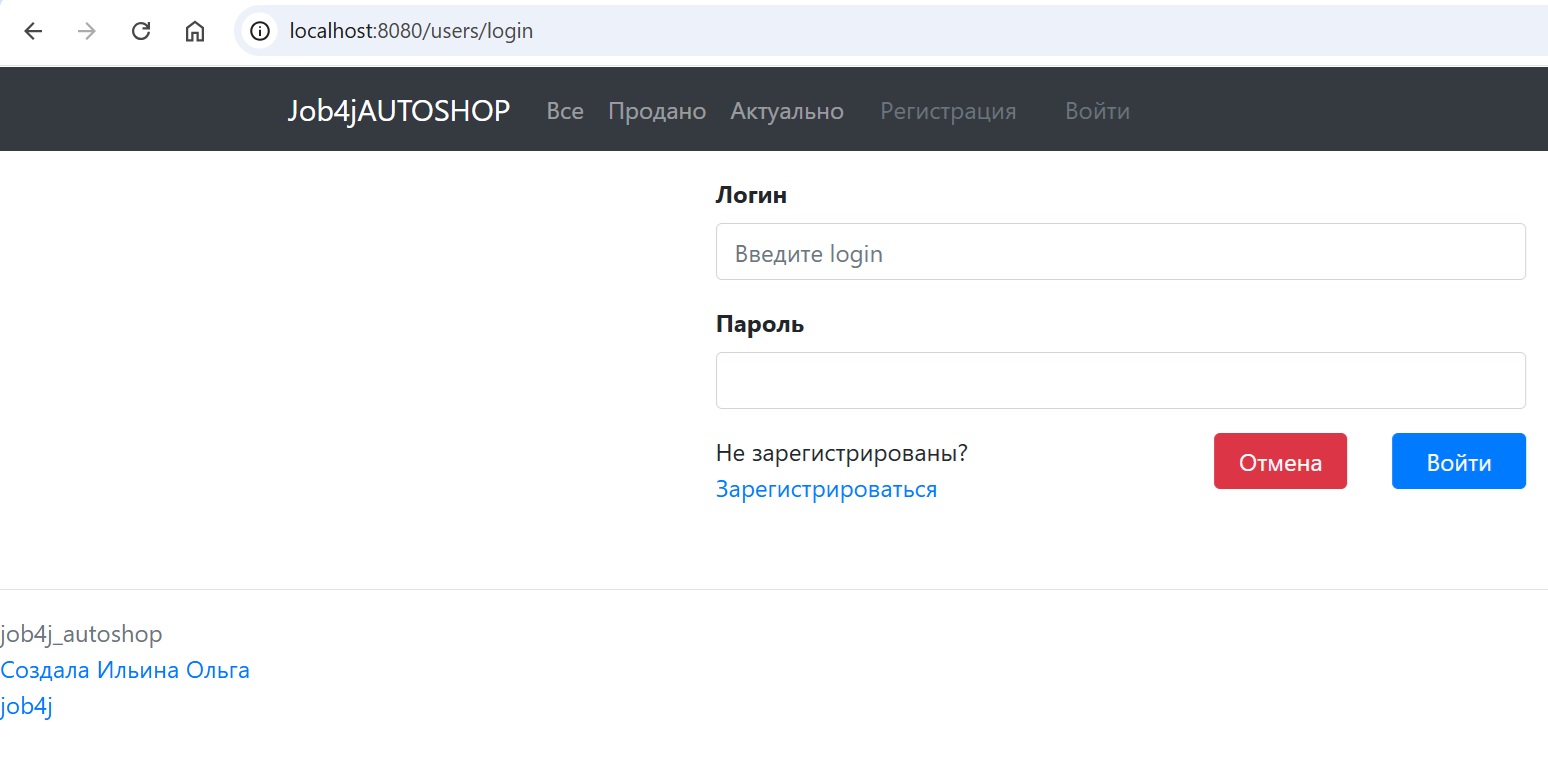 localhost:8080/users/login
Job4jAUTOSHOP Все Продано Актуально Регистрация Войти
Логин
Введите login
Пароль
Не зарегистрированы?
Зарегистрироваться
Отмена Войти
job4j_autoshop
Создала Ильина Ольга
job4j